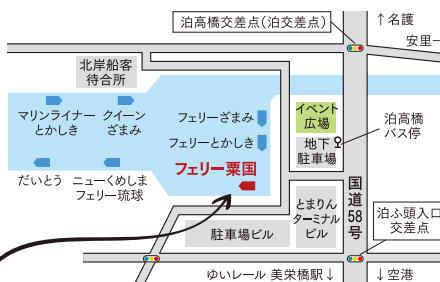 泊高橋交差点(泊交差点)
↑名護
安里
北岸船客
待合所
マリンライナー
とかしき
クイーン
ざまみ
フェリーざまみ
フェリーとかしき
イベント
広場
地下
駐車場
泊高橋
バス停
フェリー粟国
だいとう
ニューくめしま
フェリー琉球
国道58号
とまりん
ターミナル
ビル
泊ふ頭入口
交差点
駐車場ビル
ゆいレール 美栄橋駅↓
↓空港